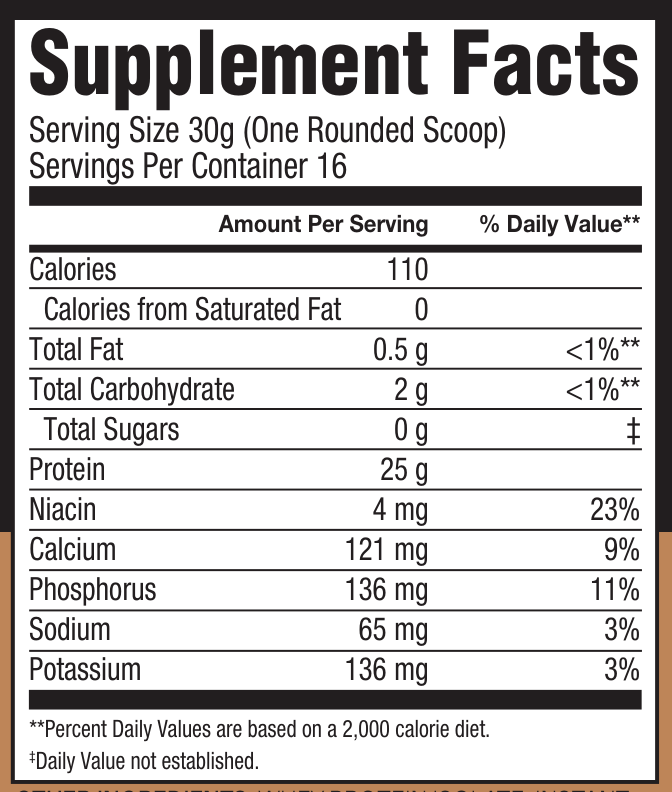 Supplement Facts
Serving Size 30g (One Rounded Scoop)
Servings Per Container 16
Amount Per Serving % Daily Value**
Calories 110
Calories from Saturated Fat 0
Total Fat 0.5 g <1%**
Total Carbohydrate 2 g <1%**
Total Sugars 0 g ‡
Protein 25 g
Niacin 4 mg 23%
Calcium 121 mg 9%
Phosphorus 136 mg 11%
Sodium 65 mg 3%
Potassium 136 mg 3%
**Percent Daily Values are based on a 2,000 calorie diet.
‡Daily Value not established.